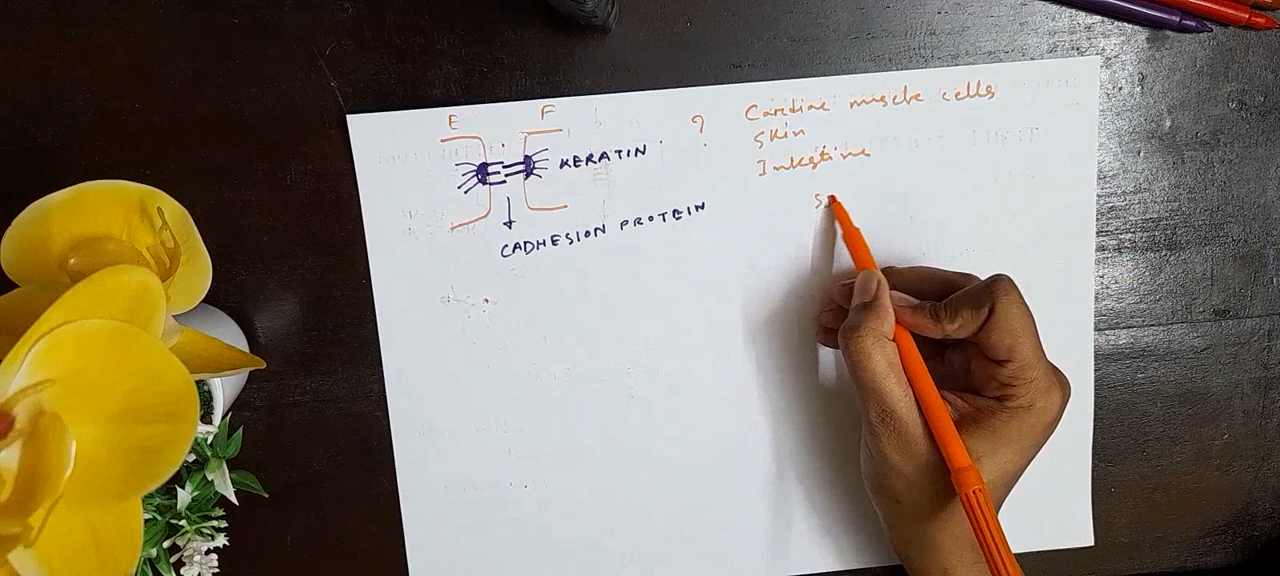 E F
KERATIN
CADHESION PROTEIN
?
Cardiac muscle cells
Skin
Intestine
S